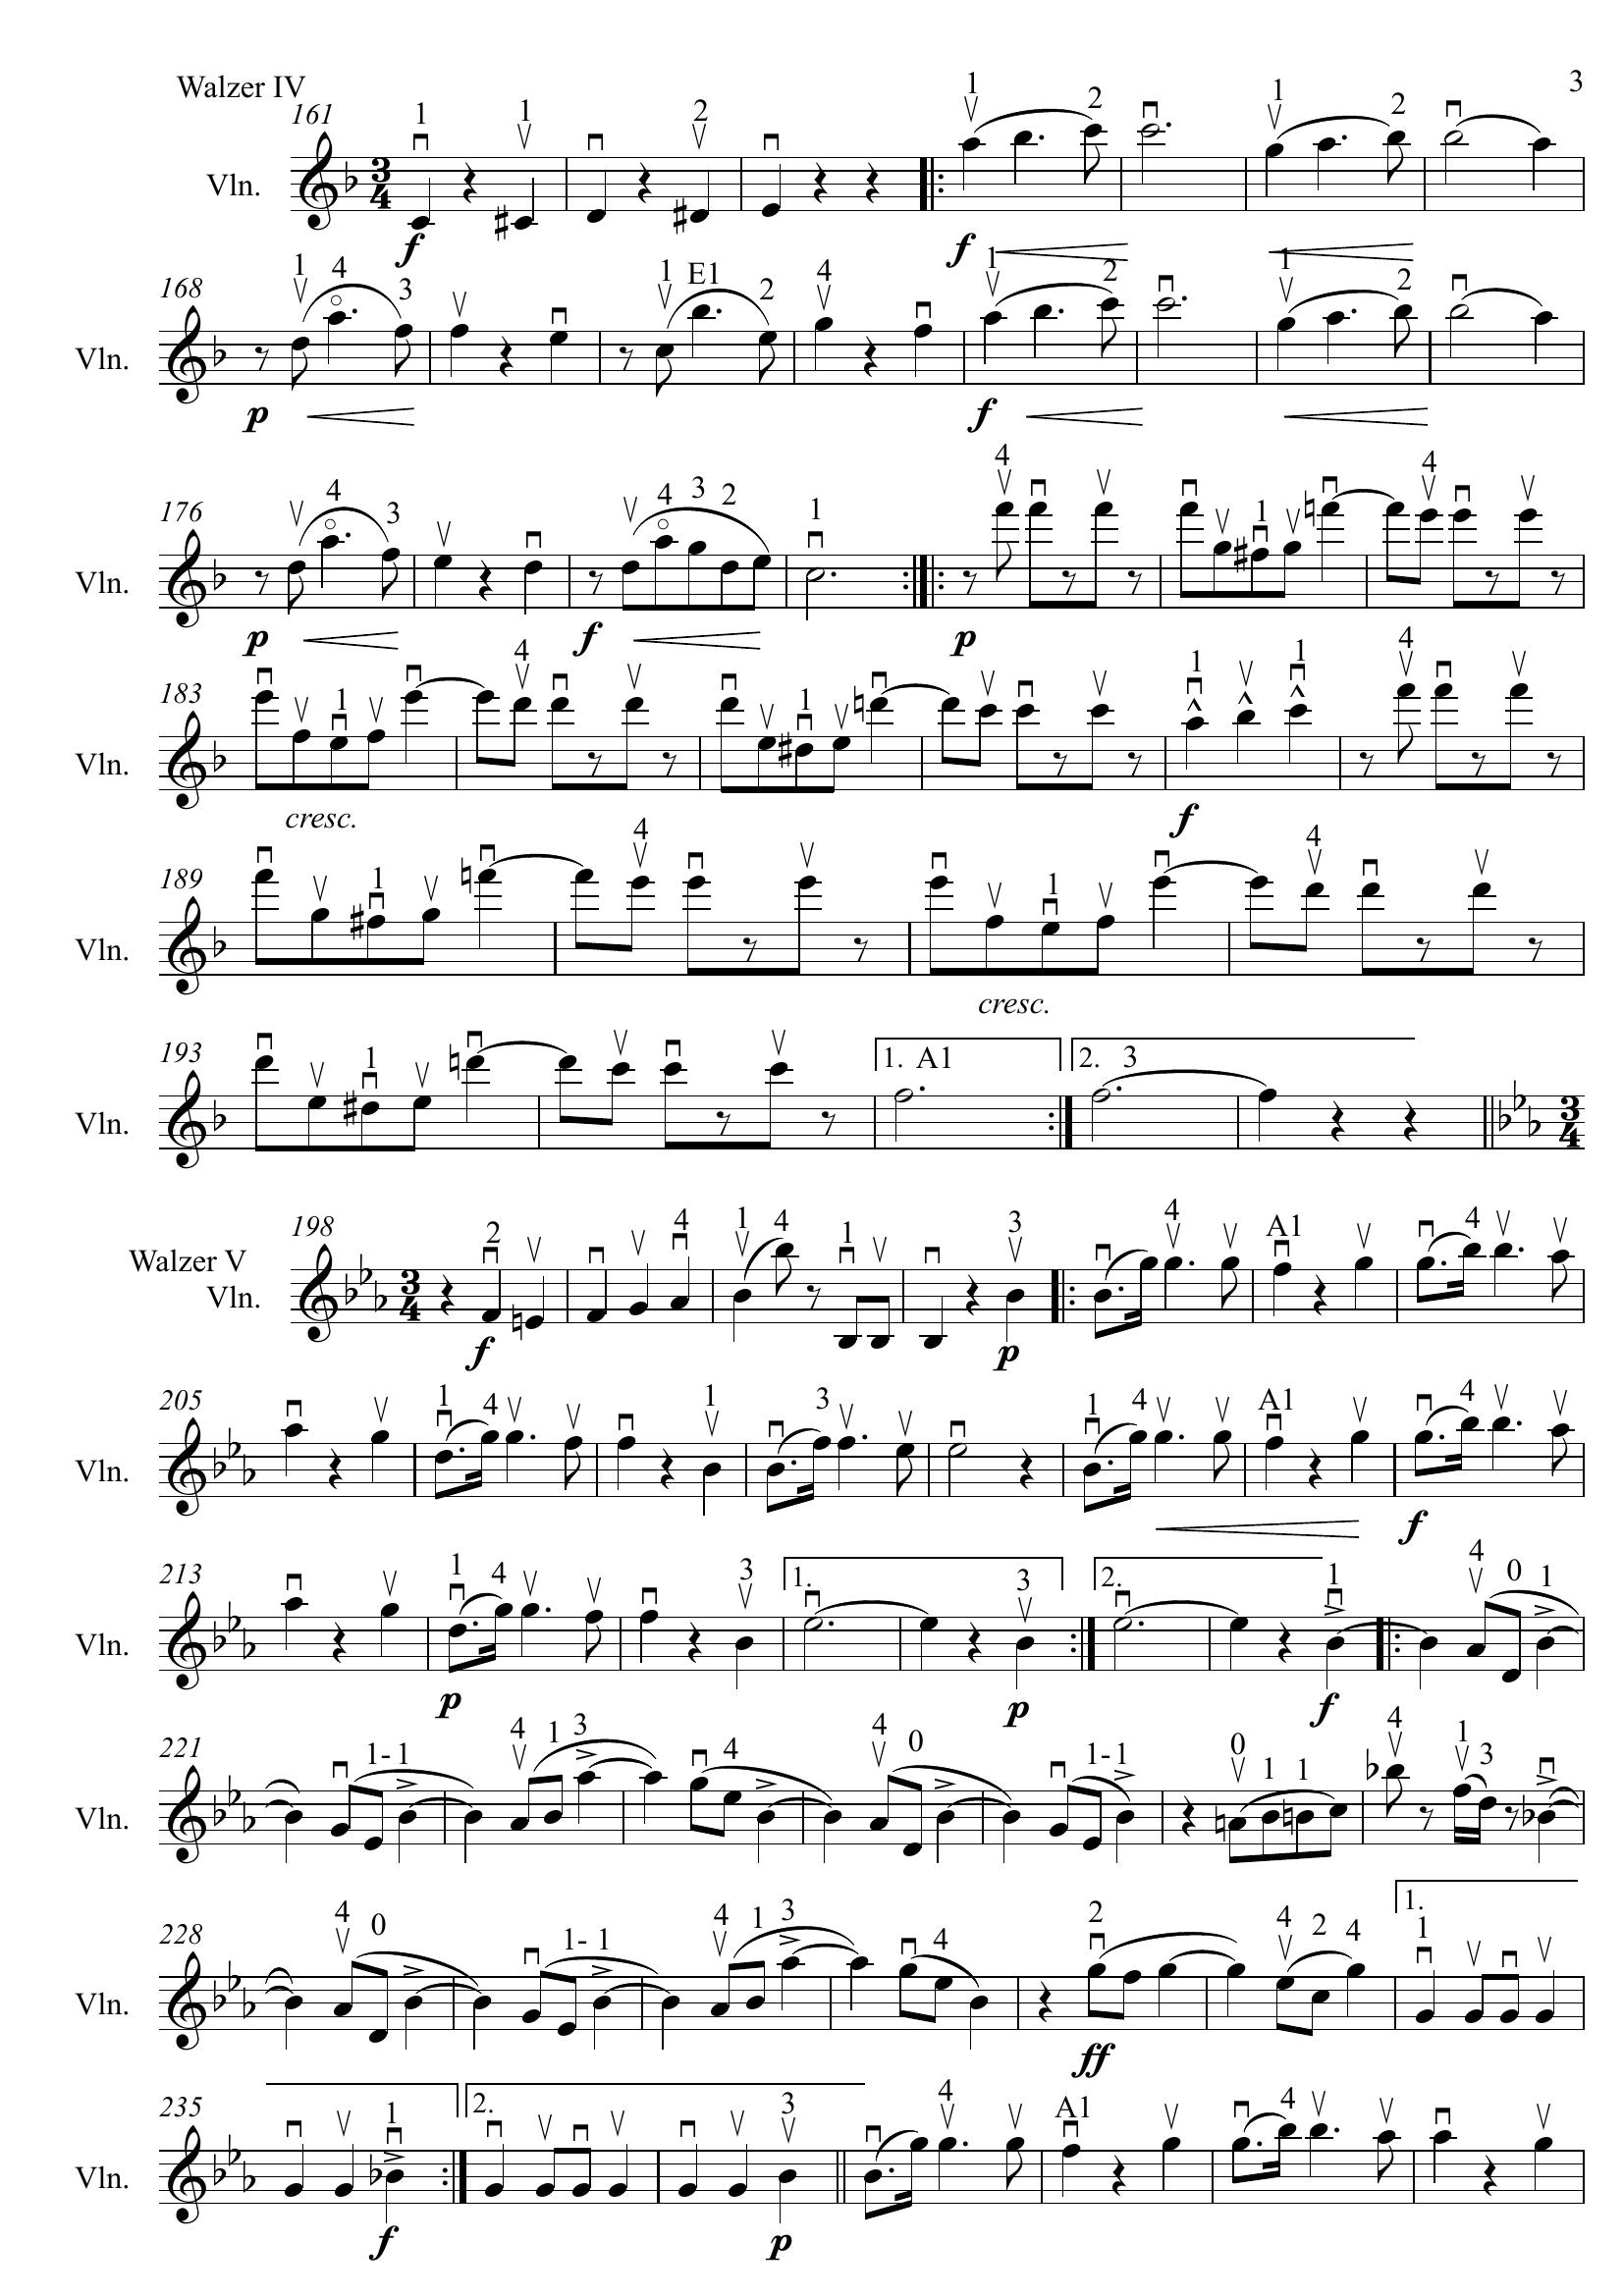 Walzer IV 3
161 1 1 2 1 2 1 2
Vln. 3 4
f f
168 1 4 3 1 E1 2 4 1 2 1 2
Vln.
p f
176 4 3 4 3 2 1 4 1 4
Vln.
p f p
183 1 4 1 4 1 1 4
Vln.
cresc. f
189 1 4 1 4
Vln.
cresc.
193 1 1. A1 2. 3
Vln. 3 4
198 2 4 1 4 1 3 4 A1 4
Walzer V
Vln. 3 4
f p
205 1 4 1 3 1 4 A1 4
Vln.
f
213 1 4 3 1. 3 2. 1 4 0 1
Vln.
p p f
221 1- 1 4 1 3 4 4 0 1- 1 0 1 1 4 1 3
Vln.
228 4 0 1- 1 4 1 3 4 2 4 2 4 1. 1
Vln.
ff
235 1 2. 3 4 A1 4
Vln.
f p